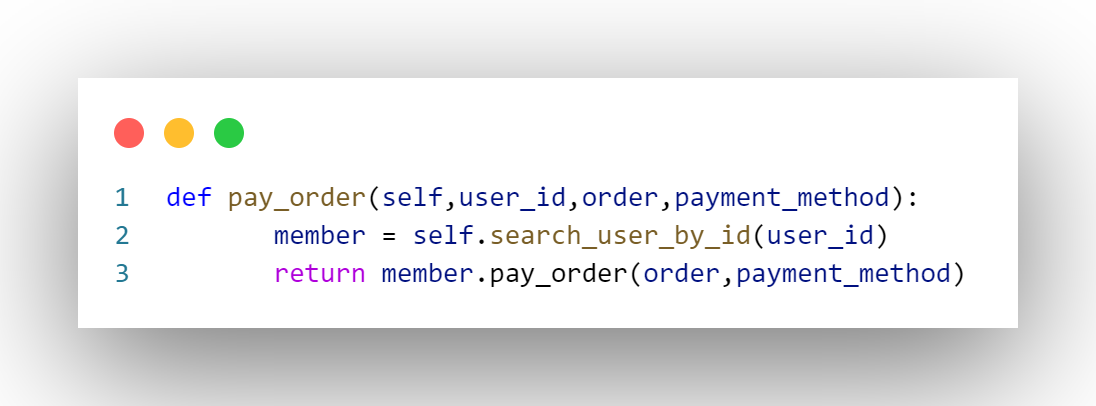 1 def pay_order(self,user_id,order,payment_method):
2 member = self.search_user_by_id(user_id)
3 return member.pay_order(order,payment_method)